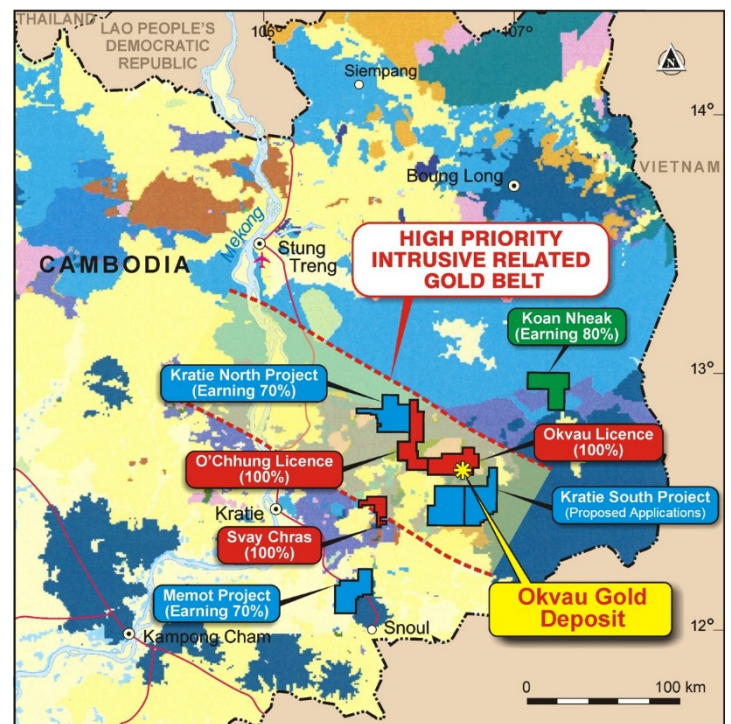 THAILAND
LAO PEOPLE'S
DEMOCRATIC
REPUBLIC
106°
107°
Siempang
N
14°
VIETNAM
Boung Long
Mekong
Stung
Treng
CAMBODIA
HIGH PRIORITY
INTRUSIVE RELATED
GOLD BELT
Koan Nheak
(Earning 80%)
13°
Kratie North Project
(Earning 70%)
Okvau Licence
(100%)
O'Chhung Licence
(100%)
Kratie South Project
(Proposed Applications)
Kratie
Svay Chras
(100%)
Memot Project
(Earning 70%)
Okvau Gold
Deposit
Snoul
Kampong Cham
12°
0
100 km